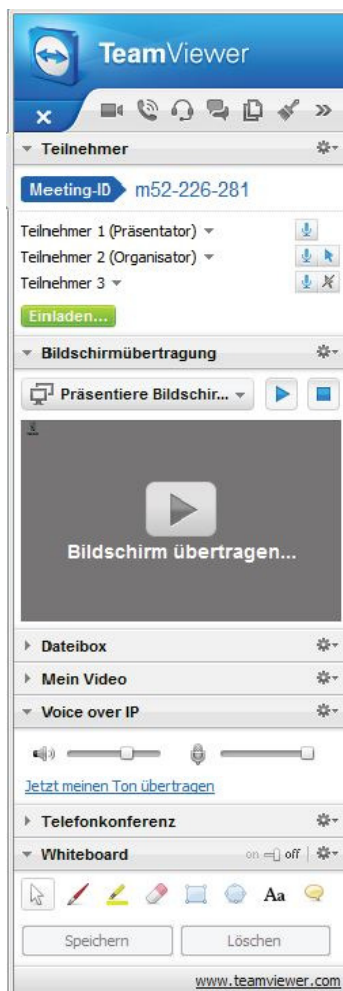 TeamViewer
Teilnehmer
Meeting-ID m52-226-281
Teilnehmer 1 (Präsentator)
Teilnehmer 2 (Organisator)
Teilnehmer 3
Einladen...
Bildschirmübertragung
Präsentiere Bildschir...
Bildschirm übertragen...
Dateibox
Mein Video
Voice over IP
Jetzt meinen Ton übertragen
Telefonkonferenz
Whiteboard on off
Aa
Speichern Löschen
www.teamviewer.com